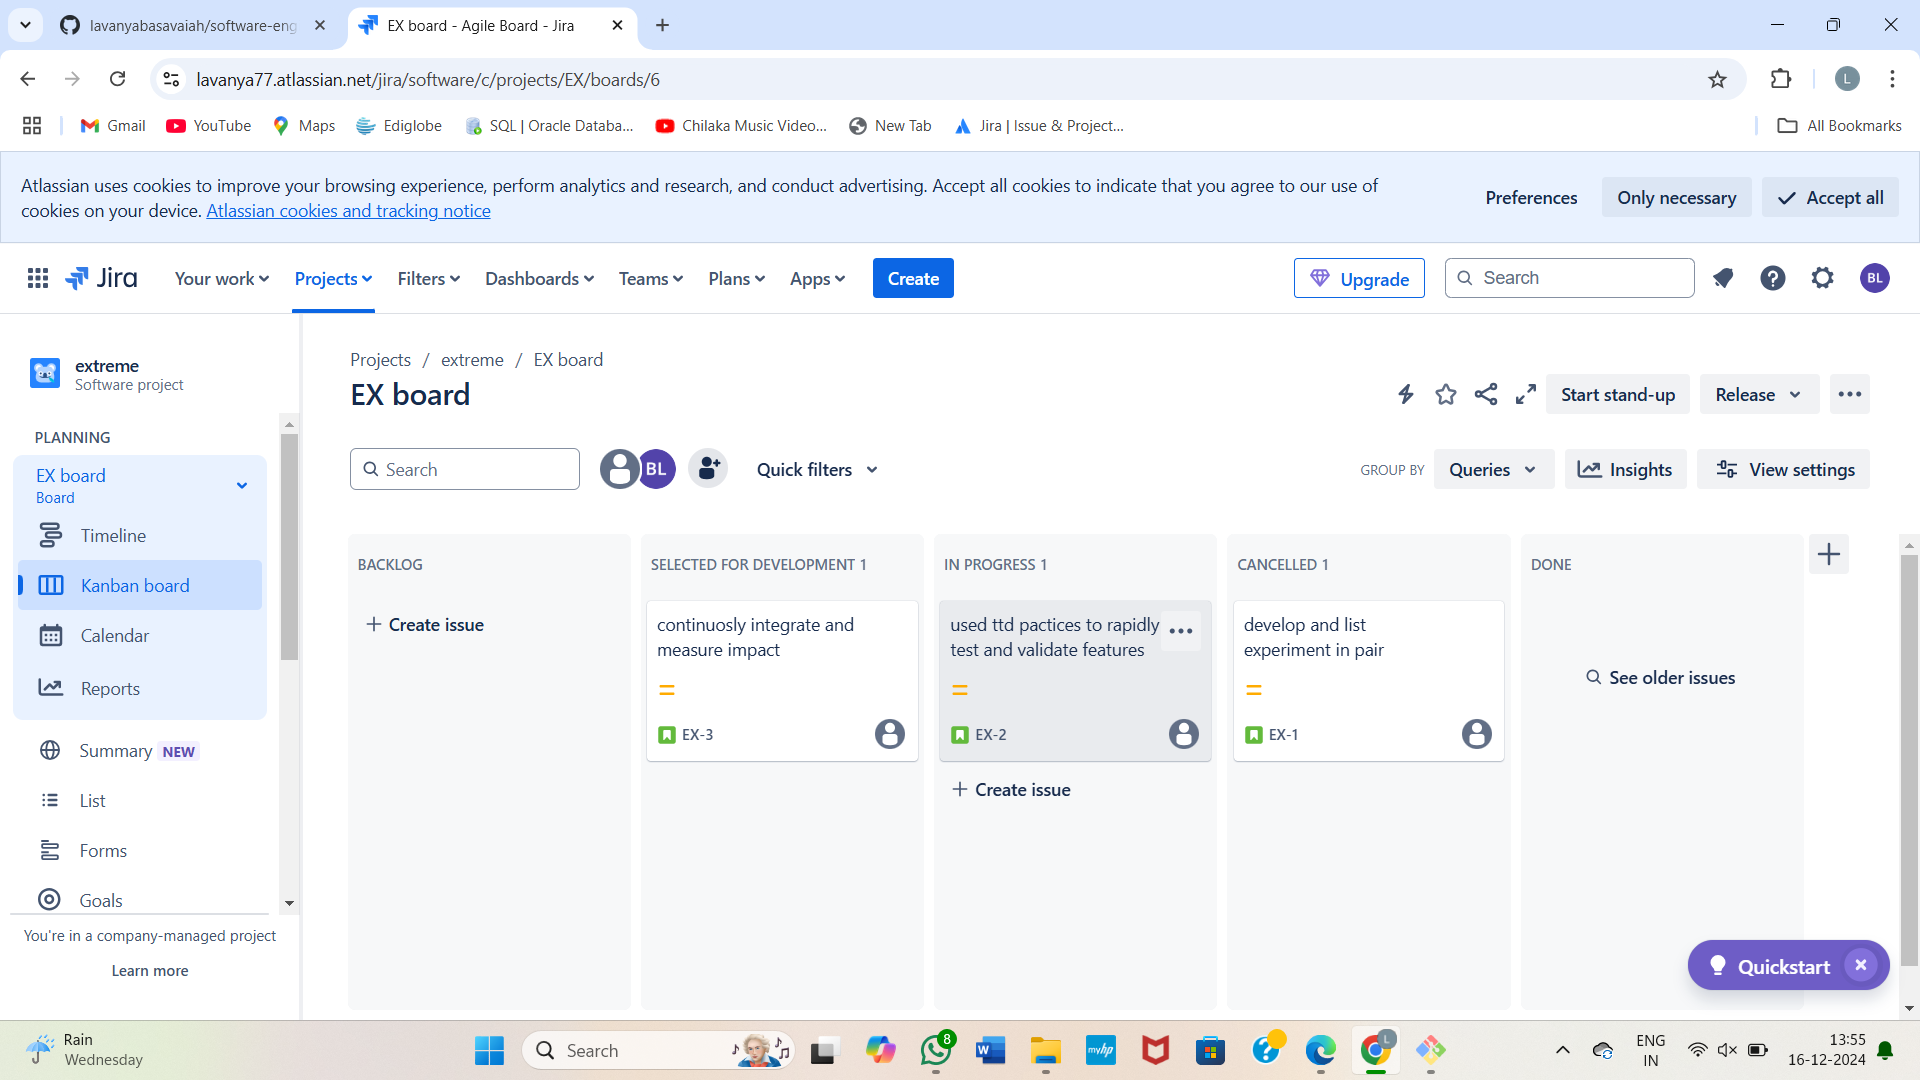 lavanyabasavaiah/software-eng
EX board - Agile Board - Jira
lavanya77.atlassian.net/jira/software/c/projects/EX/boards/6
L
Gmail
YouTube
Maps
Ediglobe
SQL | Oracle Databa...
Chilaka Music Video...
New Tab
Jira | Issue & Project...
All Bookmarks
Atlassian uses cookies to improve your browsing experience, perform analytics and research, and conduct advertising. Accept all cookies to indicate that you agree to our use of
cookies on your device. Atlassian cookies and tracking notice
Preferences
Only necessary
Accept all
Jira
Your work
Projects
Filters
Dashboards
Teams
Plans
Apps
Create
Upgrade
Search
BL
extreme
Software project
PLANNING
EX board
Board
Timeline
Kanban board
Calendar
Reports
Summary NEW
List
Forms
Goals
You're in a company-managed project
Learn more
Projects / extreme / EX board
EX board
Start stand-up
Release
Search
BL
Quick filters
GROUP BY
Queries
Insights
View settings
BACKLOG
+ Create issue
SELECTED FOR DEVELOPMENT 1
continuosly integrate and
measure impact
EX-3
IN PROGRESS 1
used ttd pactices to rapidly
test and validate features
EX-2
+ Create issue
CANCELLED 1
develop and list
experiment in pair
EX-1
DONE
See older issues
Quickstart
Rain
Wednesday
Search
8
myhp
L
ENG
IN
13:55
16-12-2024